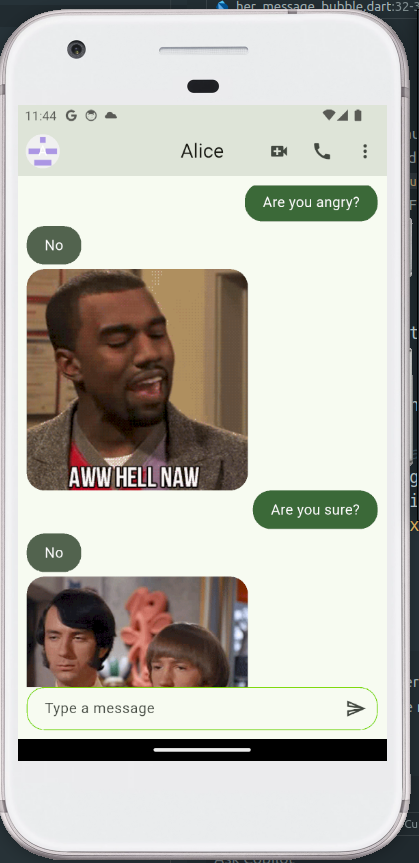 her_message_bubble.dart:32-3
11:44
Alice
Are you angry?
No
AWW HELL NAW
Are you sure?
No
Type a message